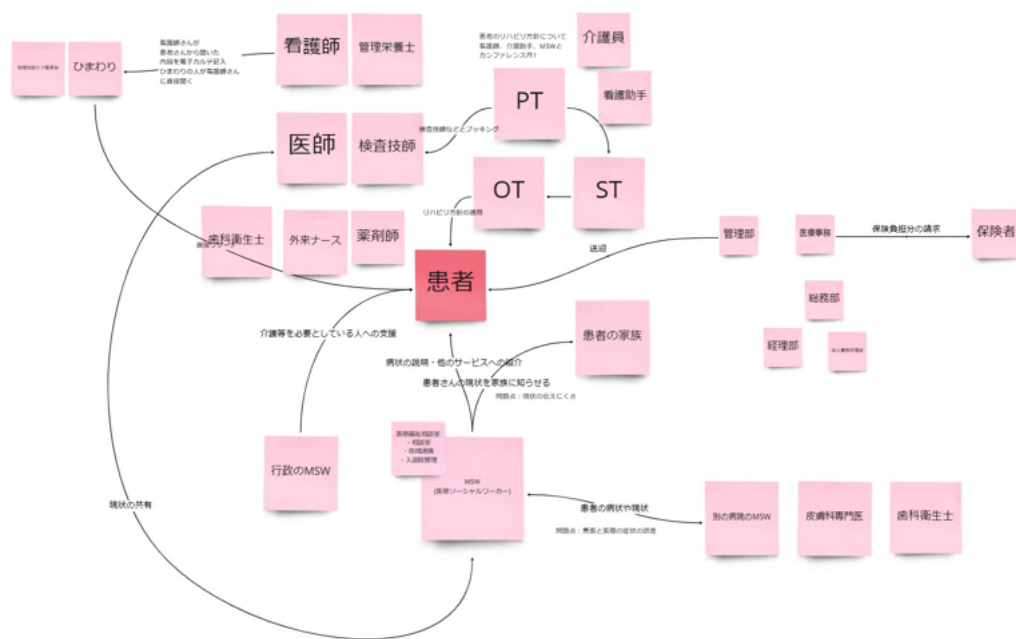 看護師さんが
患者さんから聞いた
内容を電子カルテ記入
ひまわりの人が看護師さん
に直接聞く
ひまわり
看護師
管理栄養士
患者のリハビリ方針について
看護師、介護助手、MSWと
カンファレンス月1
介護員
看護助手
PT
検査技師などとブッキング
医師
検査技師
OT
ST
リハビリ方針の適用
歯科衛生士
外来ナース
薬剤師
患者
送迎
管理部
医療事務
保険負担分の請求
保険者
総務部
経理部
介護等を必要としている人への支援
患者の家族
病状の説明・他のサービスへの紹介
患者さんの現状を家族に知らせる
問題点：現状の伝えにくさ
行政のMSW
医療福祉相談室
・相談室
・地域連携
・入退院管理
MSW
(医療ソーシャルワーカー)
現状の共有
患者の病状や現状
問題点：書面と実際の症状の誤差
別の病院のMSW
皮膚科専門医
歯科衛生士